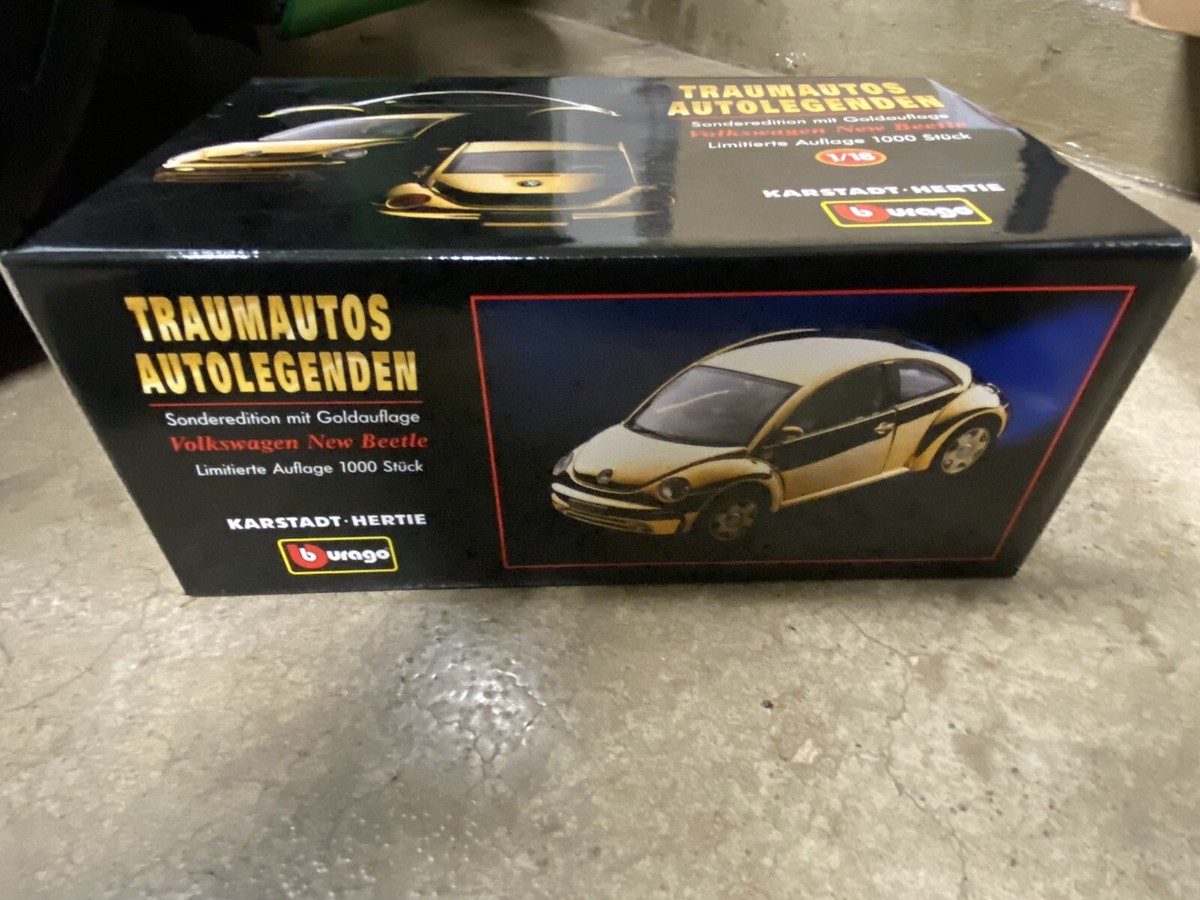 TRAUMAUTOS
AUTOLEGENDEN
Sonderedition mit Goldauflage
Volkswagen New Beetle
Limitierte Auflage 1000 Stück
1/18
KARSTADT·HERTIE
burago
TRAUMAUTOS
AUTOLEGENDEN
Sonderedition mit Goldauflage
Volkswagen New Beetle
Limitierte Auflage 1000 Stück
KARSTADT·HERTIE
burago